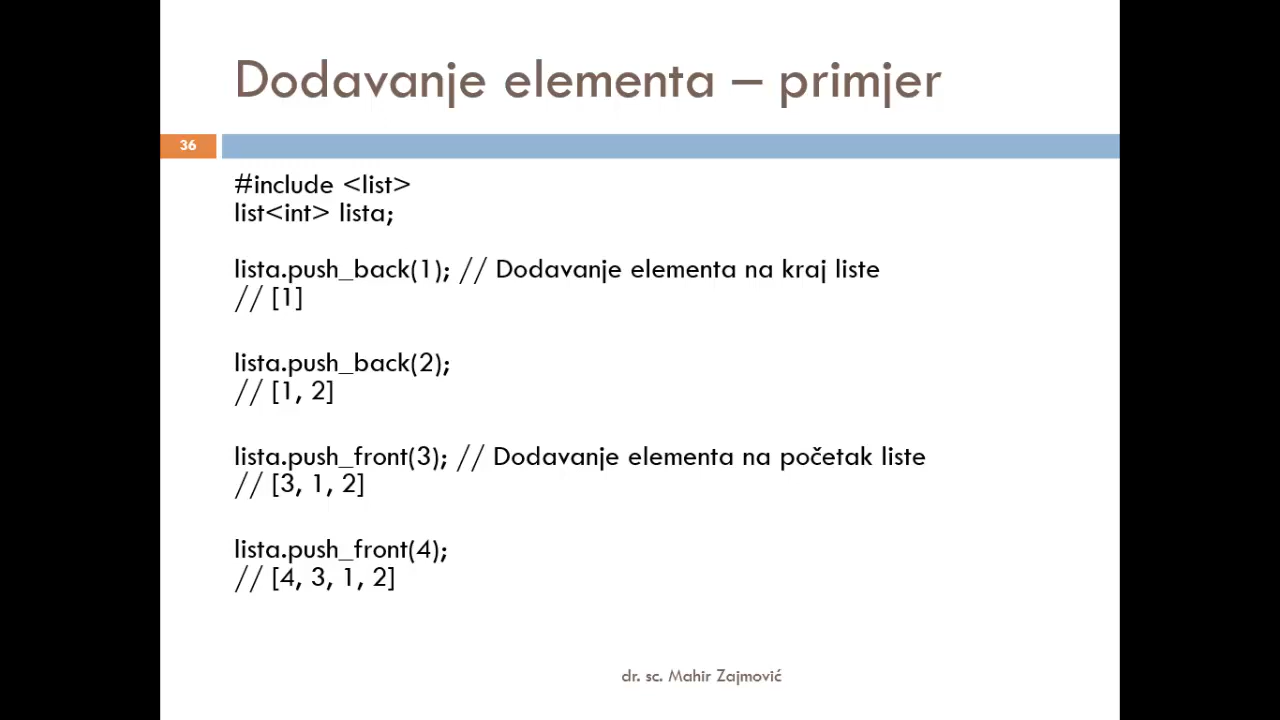 Dodavanje elementa – primjer
36
#include <list>
list<int> lista;
lista.push_back(1); // Dodavanje elementa na kraj liste
// [1]
lista.push_back(2);
// [1, 2]
lista.push_front(3); // Dodavanje elementa na početak liste
// [3, 1, 2]
lista.push_front(4);
// [4, 3, 1, 2]
dr. sc. Mahir Zajmović